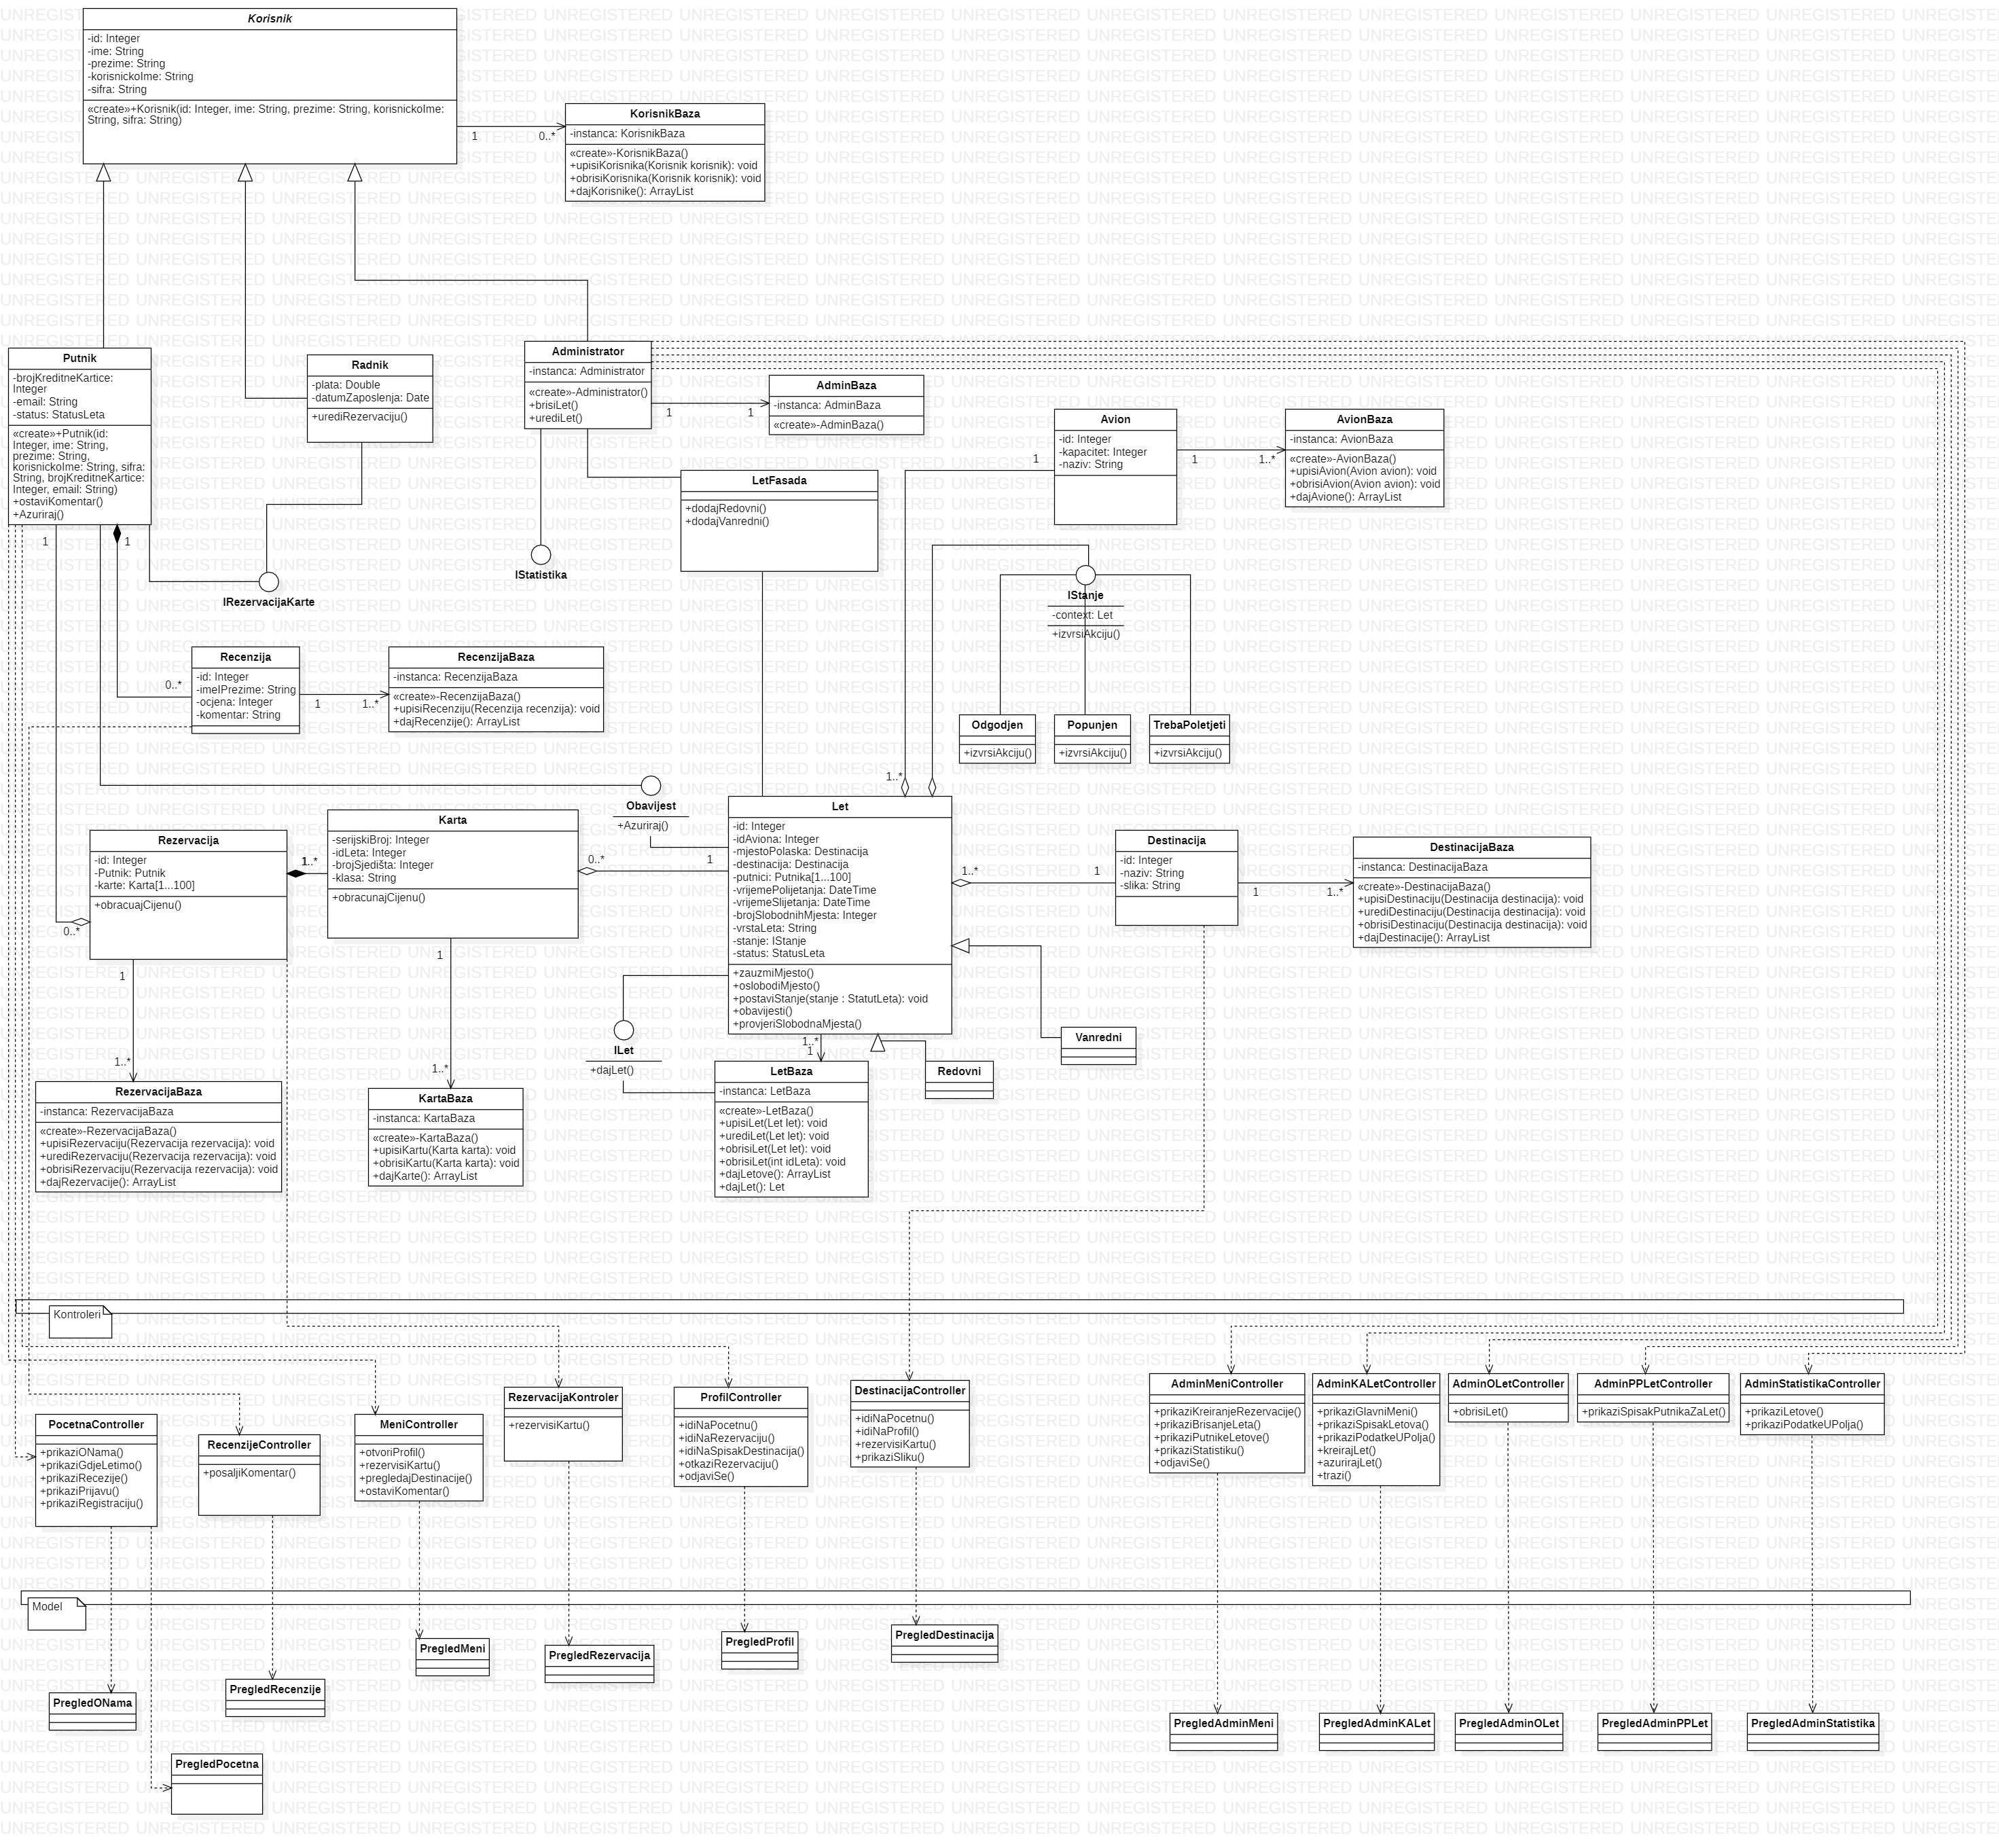 Korisnik
-id: Integer
-ime: String
-prezime: String
-korisnickoIme: String
-sifra: String
«create»+Korisnik(id: Integer, ime: String, prezime: String, korisnickoIme:
String, sifra: String)
1
0..*
KorisnikBaza
-instanca: KorisnikBaza
«create»-KorisnikBaza()
+upisiKorisnika(Korisnik korisnik): void
+obrisiKorisnika(Korisnik korisnik): void
+dajKorisnike(): ArrayList
Putnik
-brojKreditneKartice:
Integer
-email: String
-status: StatusLeta
«create»+Putnik(id:
Integer, ime: String,
prezime: String,
korisnickoIme: String, sifra:
String, brojKreditneKartice:
Integer, email: String)
+ostaviKomentar()
+Azuriraj()
1
1
Radnik
-plata: Double
-datumZaposlenja: Date
+urediRezervaciju()
IRezervacijaKarte
Administrator
-instanca: Administrator
«create»-Administrator()
+brisiLet()
+urediLet()
1
1
AdminBaza
-instanca: AdminBaza
«create»-AdminBaza()
IStatistika
LetFasada
+dodajRedovni()
+dodajVanredni()
Avion
-id: Integer
-kapacitet: Integer
-naziv: String
1
1
1..*
AvionBaza
-instanca: AvionBaza
«create»-AvionBaza()
+upisiAvion(Avion avion): void
+obrisiAvion(Avion avion): void
+dajAvione(): ArrayList
IStanje
-context: Let
+izvrsiAkciju()
Odgodjen
+izvrsiAkciju()
Popunjen
+izvrsiAkciju()
TrebaPoletjeti
+izvrsiAkciju()
0..*
Recenzija
-id: Integer
-imeIPrezime: String
-ocjena: Integer
-komentar: String
1
1..*
RecenzijaBaza
-instanca: RecenzijaBaza
«create»-RecenzijaBaza()
+upisiRecenziju(Recenzija recenzija): void
+dajRecenzije(): ArrayList
Obavijest
+Azuriraj()
1..*
Rezervacija
-id: Integer
-Putnik: Putnik
-karte: Karta[1...100]
+obracuajCijenu()
0..*
1..*
Karta
-serijskiBroj: Integer
-idLeta: Integer
-brojSjedišta: Integer
-klasa: String
+obracunajCijenu()
0..*
1
Let
-id: Integer
-idAviona: Integer
-mjestoPolaska: Destinacija
-destinacija: Destinacija
-putnici: Putnika[1...100]
-vrijemePolijetanja: DateTime
-vrijemeSlijetanja: DateTime
-brojSlobodnihMjesta: Integer
-vrstaLeta: String
-stanje: IStanje
-status: StatusLeta
+zauzmiMjesto()
+oslobodiMjesto()
+postaviStanje(stanje : StatutLeta): void
+obavijesti()
+provjeriSlobodnaMjesta()
1..*
1
Destinacija
-id: Integer
-naziv: String
-slika: String
1
1..*
DestinacijaBaza
-instanca: DestinacijaBaza
«create»-DestinacijaBaza()
+upisiDestinaciju(Destinacija destinacija): void
+urediDestinaciju(Destinacija destinacija): void
+obrisiDestinaciju(Destinacija destinacija): void
+dajDestinacije(): ArrayList
1
1..*
RezervacijaBaza
-instanca: RezervacijaBaza
«create»-RezervacijaBaza()
+upisiRezervaciju(Rezervacija rezervacija): void
+urediRezervaciju(Rezervacija rezervacija): void
+obrisiRezervaciju(Rezervacija rezervacija): void
+dajRezervacije(): ArrayList
1
1..*
KartaBaza
-instanca: KartaBaza
«create»-KartaBaza()
+upisiKartu(Karta karta): void
+obrisiKartu(Karta karta): void
+dajKarte(): ArrayList
ILet
+dajLet()
1..*
1
LetBaza
-instanca: LetBaza
«create»-LetBaza()
+upisiLet(Let let): void
+urediLet(Let let): void
+obrisiLet(Let let): void
+obrisiLet(int idLeta): void
+dajLetove(): ArrayList
+dajLet(): Let
Redovni
Vanredni
Kontroleri
PocetnaController
+prikaziONama()
+prikaziGdjeLetimo()
+prikaziRecezije()
+prikaziPrijavu()
+prikaziRegistraciju()
RecenzijeController
+posaljiKomentar()
MeniController
+otvoriProfil()
+rezervisiKartu()
+pregledajDestinacije()
+ostaviKomentar()
RezervacijaKontroler
+rezervisiKartu()
ProfilController
+idiNaPocetnu()
+idiNaRezervaciju()
+idiNaSpisakDestinacija()
+otkaziRezervaciju()
+odjaviSe()
DestinacijaController
+idiNaPocetnu()
+idiNaProfil()
+rezervisiKartu()
+prikaziSliku()
AdminMeniController
+prikaziKreiranjeRezervacije()
+prikaziBrisanjeLeta()
+prikaziPutnikeLetove()
+prikaziStatistiku()
+odjaviSe()
AdminKALetController
+prikaziGlavniMeni()
+prikaziSpisakLetova()
+prikaziPodatkeUPolja()
+kreirajLet()
+azurirajLet()
+trazi()
AdminOLetController
+obrisiLet()
AdminPPLetController
+prikaziSpisakPutnikaZaLet()
AdminStatistikaController
+prikaziLetove()
+prikaziPodatkeUPolja()
Model
PregledONama
PregledRecenzije
PregledPocetna
PregledMeni
PregledRezervacija
PregledProfil
PregledDestinacija
PregledAdminMeni
PregledAdminKALet
PregledAdminOLet
PregledAdminPPLet
PregledAdminStatistika